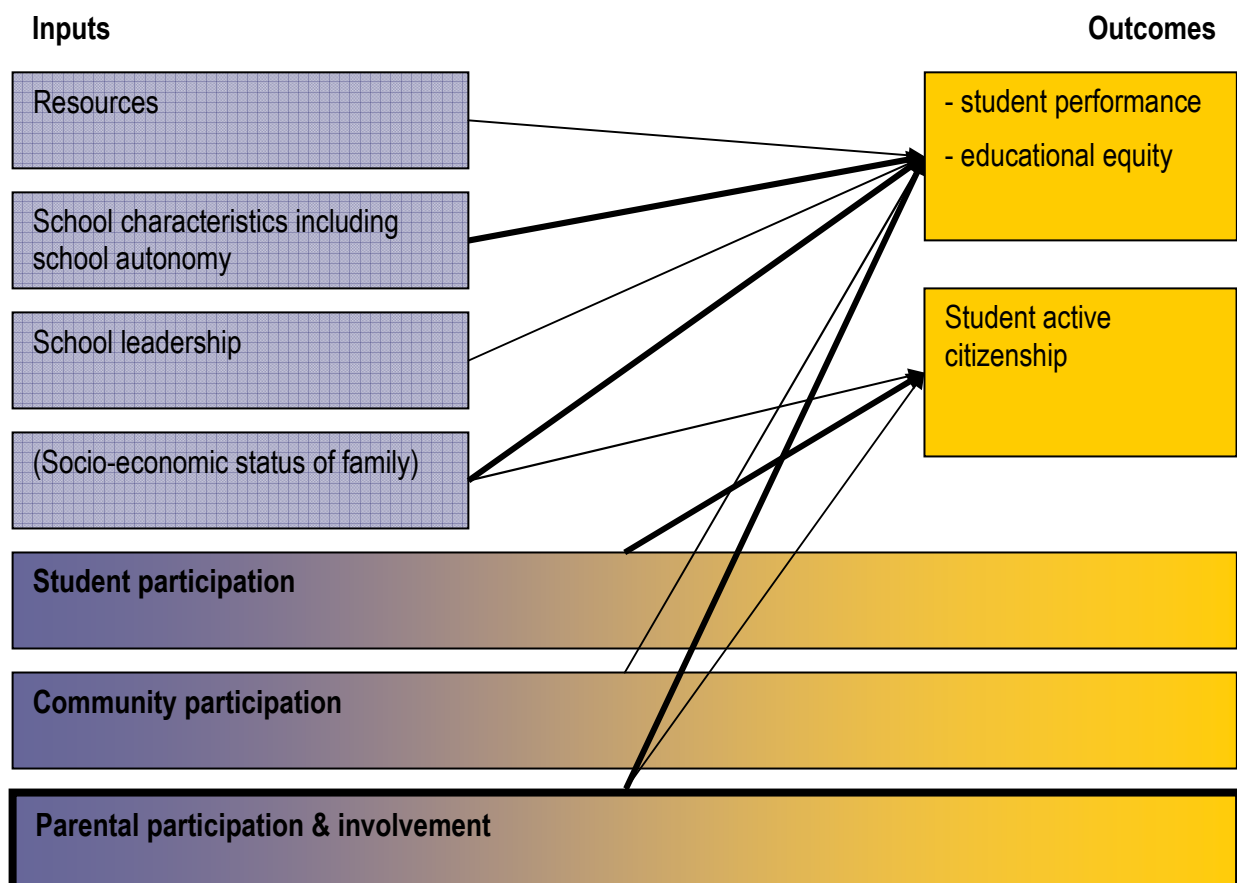 Inputs
Outcomes
Resources
- student performance
- educational equity
School characteristics including
school autonomy
Student active
citizenship
School leadership
(Socio-economic status of family)
Student participation
Community participation
Parental participation & involvement